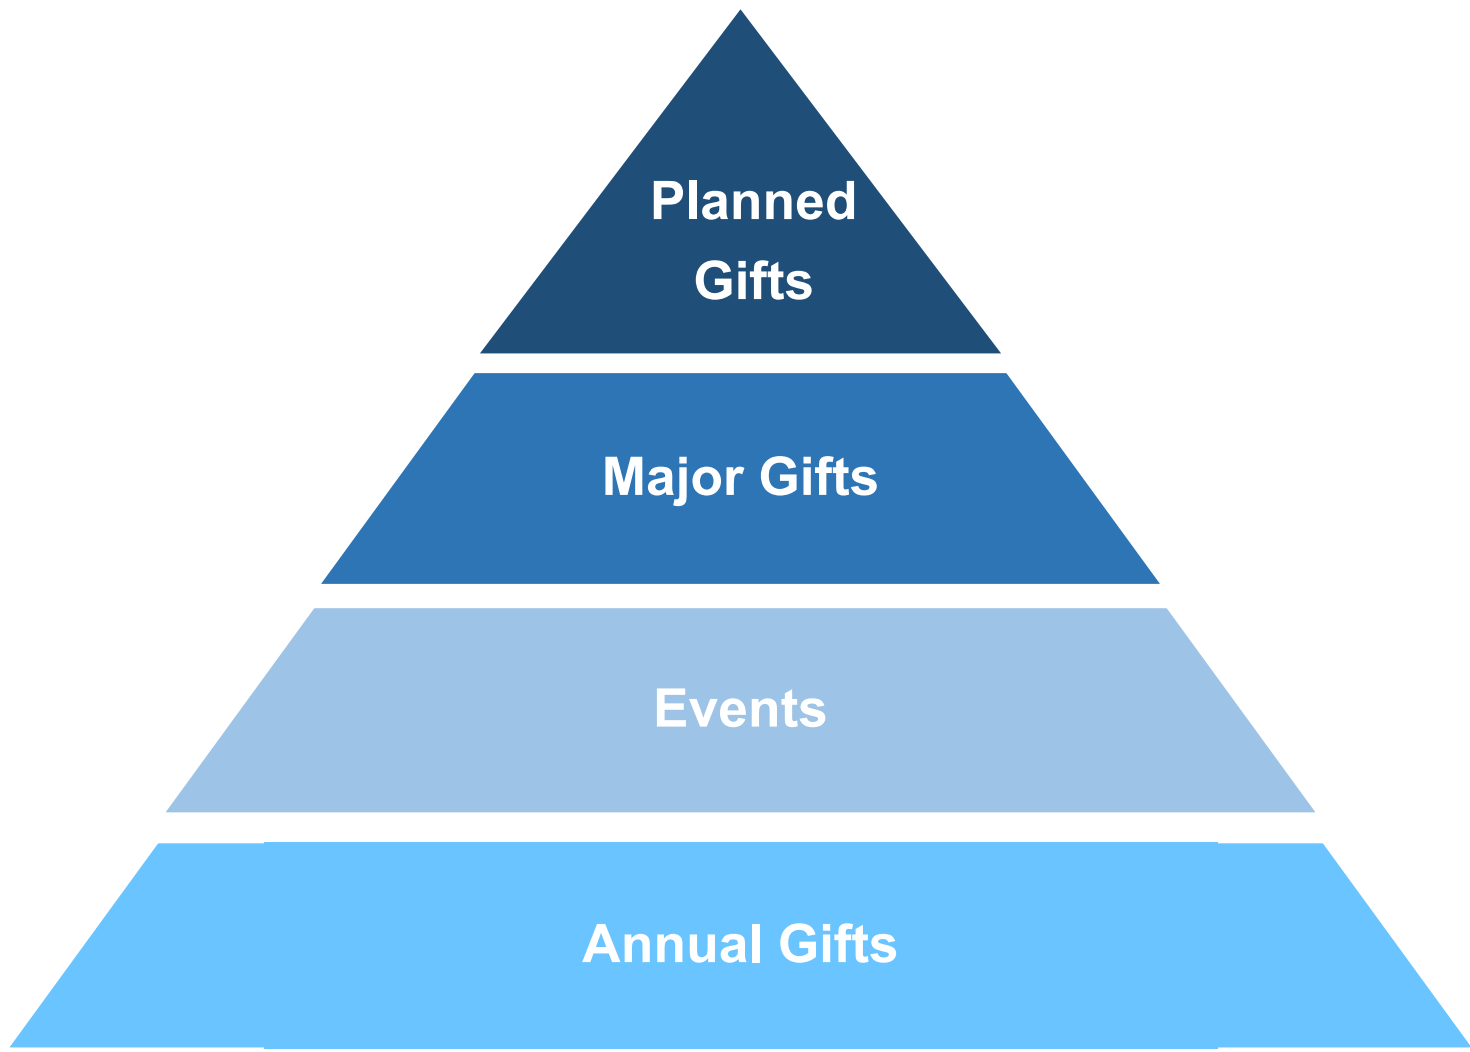 Planned
Gifts
Major Gifts
Events
Annual Gifts